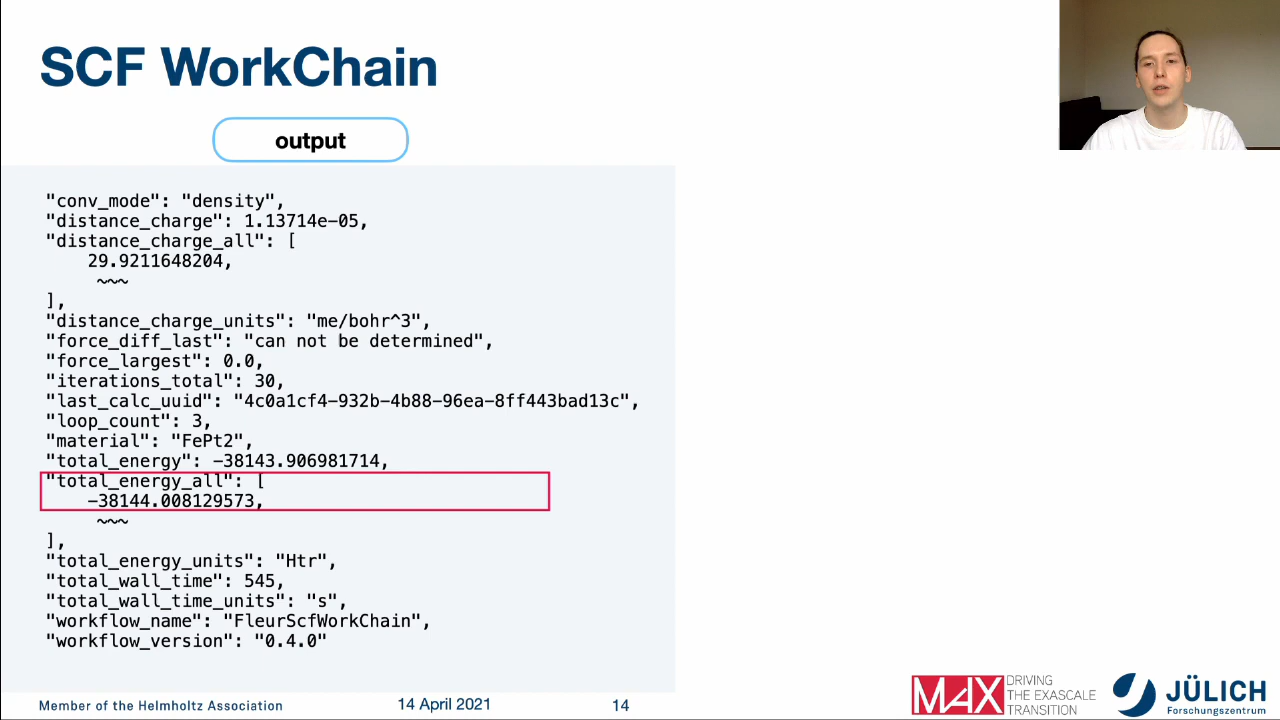 SCF WorkChain
output
"conv_mode": "density",
"distance_charge": 1.13714e-05,
"distance_charge_all": [
29.9211648204,
~~~
],
"distance_charge_units": "me/bohr^3",
"force_diff_last": "can not be determined",
"force_largest": 0.0,
"iterations_total": 30,
"last_calc_uuid": "4c0a1cf4-932b-4b88-96ea-8ff443bad13c",
"loop_count": 3,
"material": "FePt2",
"total_energy": -38143.906981714,
"total_energy_all": [
-38144.008129573,
~~~
],
"total_energy_units": "Htr",
"total_wall_time": 545,
"total_wall_time_units": "s",
"workflow_name": "FleurScfWorkChain",
"workflow_version": "0.4.0"
Member of the Helmholtz Association
14 April 2021
14
MAX
DRIVING
THE EXASCALE
TRANSITION
JÜLICH
Forschungszentrum